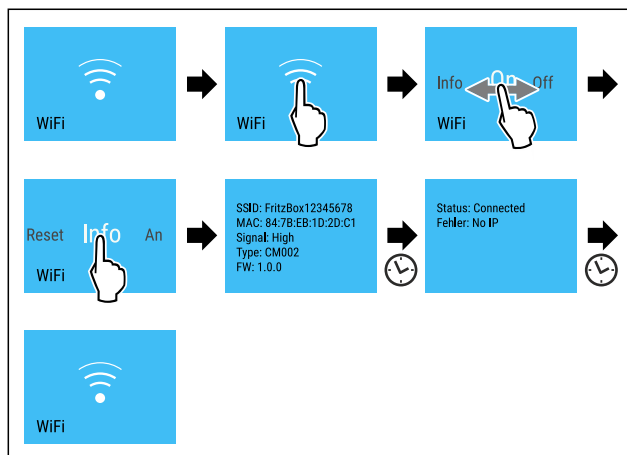 WiFi
WiFi
Info On Off
WiFi
Reset Info An
WiFi
SSID: FritzBox12345678
MAC: 84:7B:EB:1D:2D:C1
Signal: High
Type: CM002
FW: 1.0.0
Status: Connected
Fehler: No IP
WiFi